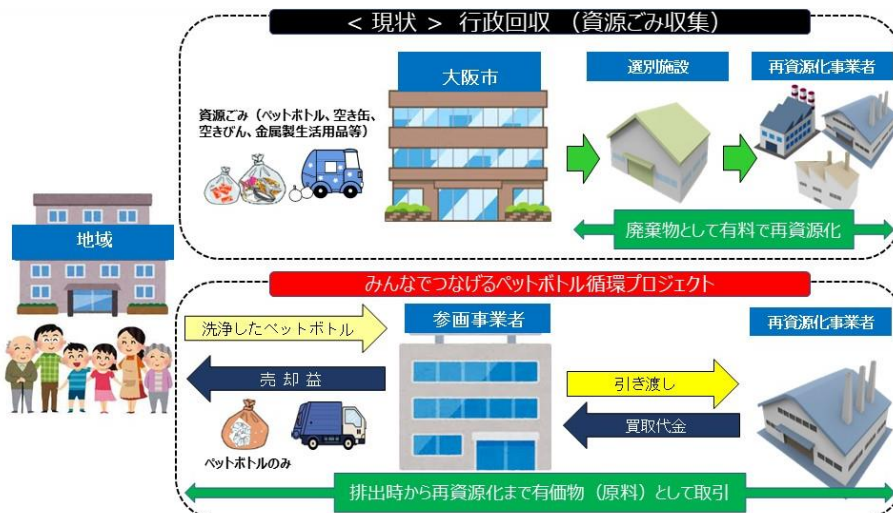 < 現状 > 行政回収 (資源ごみ収集)
大阪市
選別施設
再資源化事業者
資源ごみ (ペットボトル、空き缶、
空きびん、金属製生活用品等)
廃棄物として有料で再資源化
地域
みんなでつなげるペットボトル循環プロジェクト
洗浄したペットボトル
参画事業者
再資源化事業者
売却益
引き渡し
買取代金
ペットボトルのみ
排出時から再資源化まで有価物 (原料) として取引